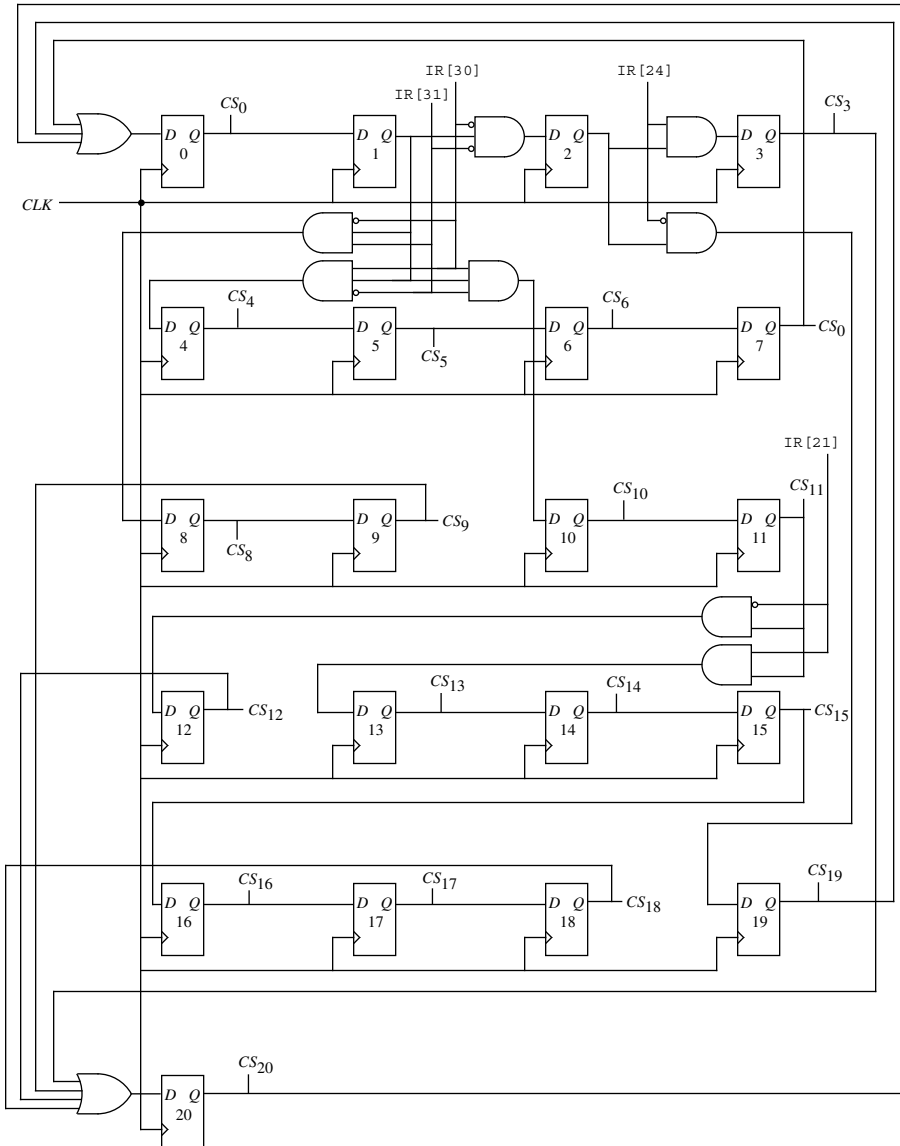 IR[30]
IR[24]
IR[31]
CS0
CS3
D Q
0
D Q
1
D Q
2
D Q
3
CLK
CS4
CS6
D Q
4
D Q
5
D Q
6
D Q
7
CS5
CS0
IR[21]
CS10
CS11
D Q
8
D Q
9
D Q
10
D Q
11
CS8
CS9
CS13
CS14
D Q
12
D Q
13
D Q
14
D Q
15
CS12
CS15
CS16
CS17
CS19
D Q
16
D Q
17
D Q
18
D Q
19
CS18
CS20
D Q
20